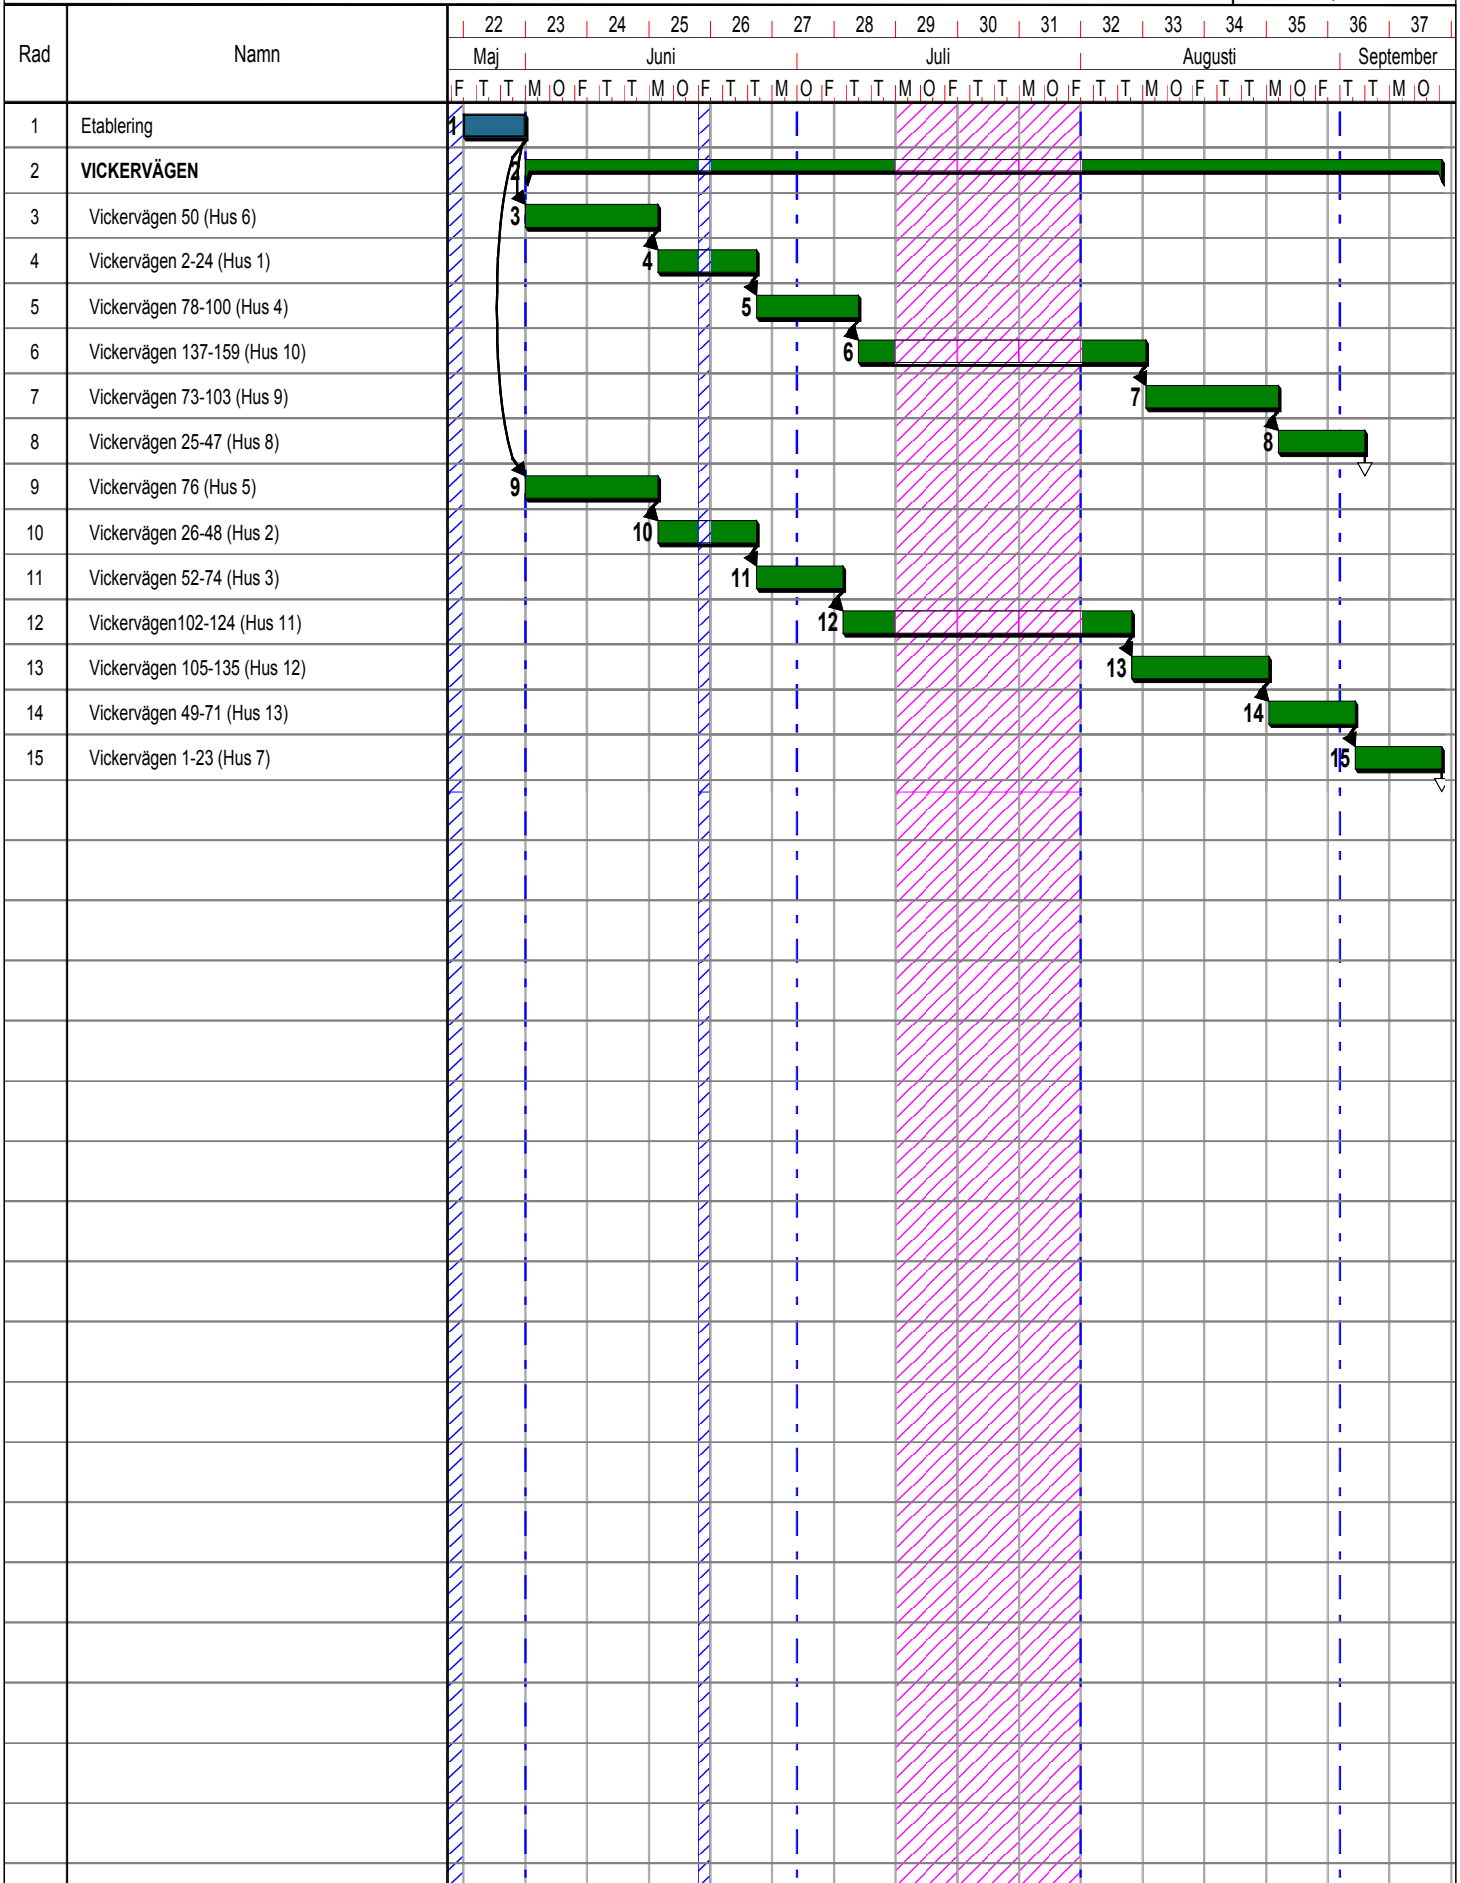 22 23 24 25 26 27 28 29 30 31 32 33 34 35 36 37
Rad Namn Maj Juni Juli Augusti September
F T T M O F T T M O F T T M O F T T M O F T T M O F T T M O F T T M O F T T M O
1 Etablering 1
2 VICKERVÄGEN 2
3 Vickervägen 50 (Hus 6) 3
4 Vickervägen 2-24 (Hus 1) 4
5 Vickervägen 78-100 (Hus 4) 5
6 Vickervägen 137-159 (Hus 10) 6
7 Vickervägen 73-103 (Hus 9) 7
8 Vickervägen 25-47 (Hus 8) 8
9 Vickervägen 76 (Hus 5) 9
10 Vickervägen 26-48 (Hus 2) 10
11 Vickervägen 52-74 (Hus 3) 11
12 Vickervägen102-124 (Hus 11) 12
13 Vickervägen 105-135 (Hus 12) 13
14 Vickervägen 49-71 (Hus 13) 14
15 Vickervägen 1-23 (Hus 7) 15